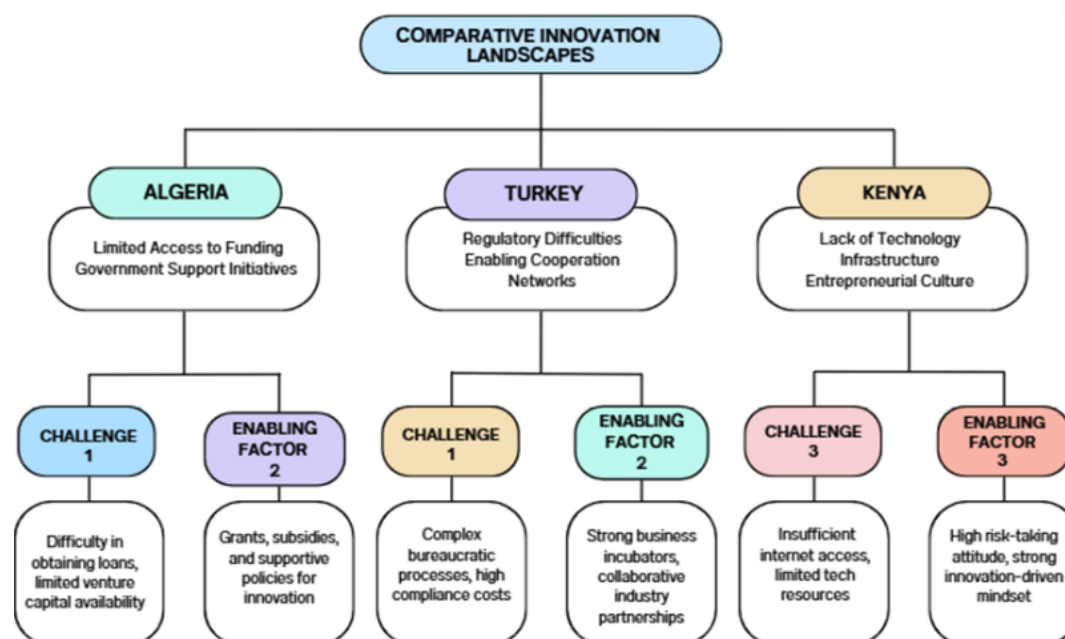 COMPARATIVE INNOVATION
LANDSCAPES
ALGERIA
Limited Access to Funding
Government Support Initiatives
TURKEY
Regulatory Difficulties
Enabling Cooperation
Networks
KENYA
Lack of Technology
Infrastructure
Entrepreneurial Culture
CHALLENGE
1
Difficulty in
obtaining loans,
limited venture
capital availability
ENABLING
FACTOR
2
Grants, subsidies,
and supportive
policies for
innovation
CHALLENGE
1
Complex
bureaucratic
processes, high
compliance costs
ENABLING
FACTOR
2
Strong business
incubators,
collaborative
industry
partnerships
CHALLENGE
3
Insufficient
internet access,
limited tech
resources
ENABLING
FACTOR
3
High risk-taking
attitude, strong
innovation-driven
mindset